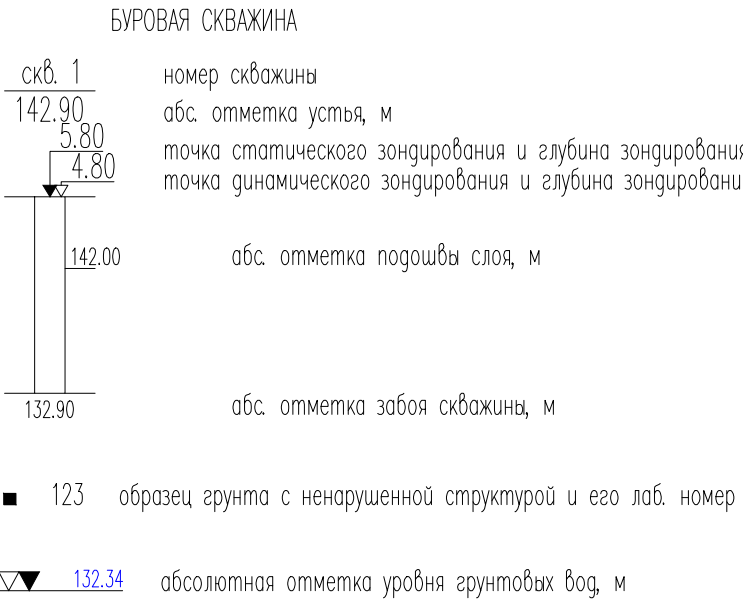 БУРОВАЯ СКВАЖИНА
скв. 1 номер скважины
142.90 абс. отметка устья, м
5.80 точка статического зондирования и глубина зондирования
4.80 точка динамического зондирования и глубина зондировани
142.00 абс. отметка подошвы слоя, м
132.90 абс. отметка забоя скважины, м
123 образец грунта с ненарушенной структурой и его лаб. номер
132.34 абсолютная отметка уровня грунтовых вод, м